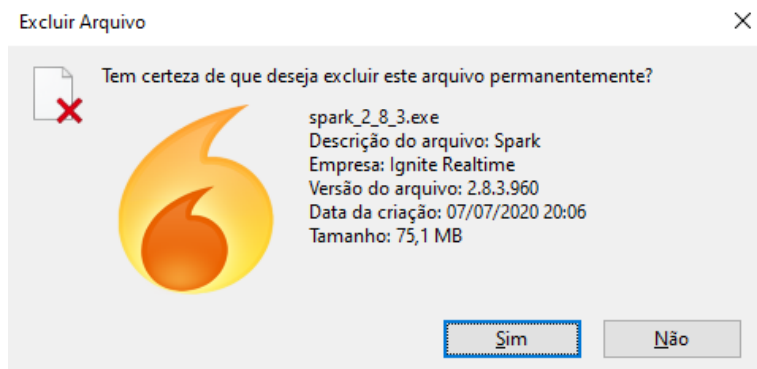 Excluir Arquivo
Tem certeza de que deseja excluir este arquivo permanentemente?
spark_2_8_3.exe
Descrição do arquivo: Spark
Empresa: Ignite Realtime
Versão do arquivo: 2.8.3.960
Data da criação: 07/07/2020 20:06
Tamanho: 75,1 MB
Sim
Não